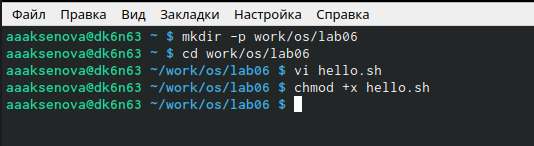 Файл Правка Вид Закладки Настройка Справка
aaaksenova@dk6n63 ~ $ mkdir -p work/os/lab06
aaaksenova@dk6n63 ~ $ cd work/os/lab06
aaaksenova@dk6n63 ~/work/os/lab06 $ vi hello.sh
aaaksenova@dk6n63 ~/work/os/lab06 $ chmod +x hello.sh
aaaksenova@dk6n63 ~/work/os/lab06 $